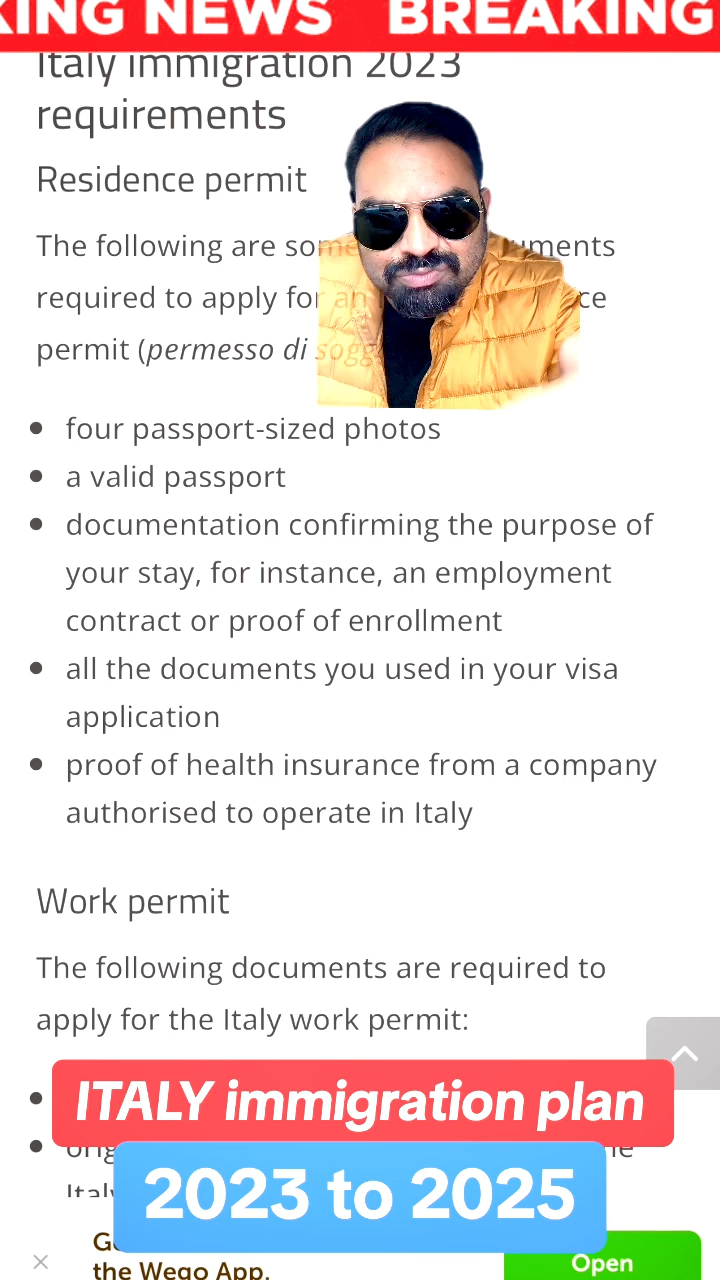 KING NEWS BREAKING
Italy immigration 2023
requirements
Residence permit
The following are some
required to apply for an
permit (permesso di sogg
four passport-sized photos
a valid passport
documentation confirming the purpose of
your stay, for instance, an employment
contract or proof of enrollment
all the documents you used in your visa
application
proof of health insurance from a company
authorised to operate in Italy
Work permit
The following documents are required to
apply for the Italy work permit:
ITALY immigration plan
2023 to 2025
the Wego App.
Open